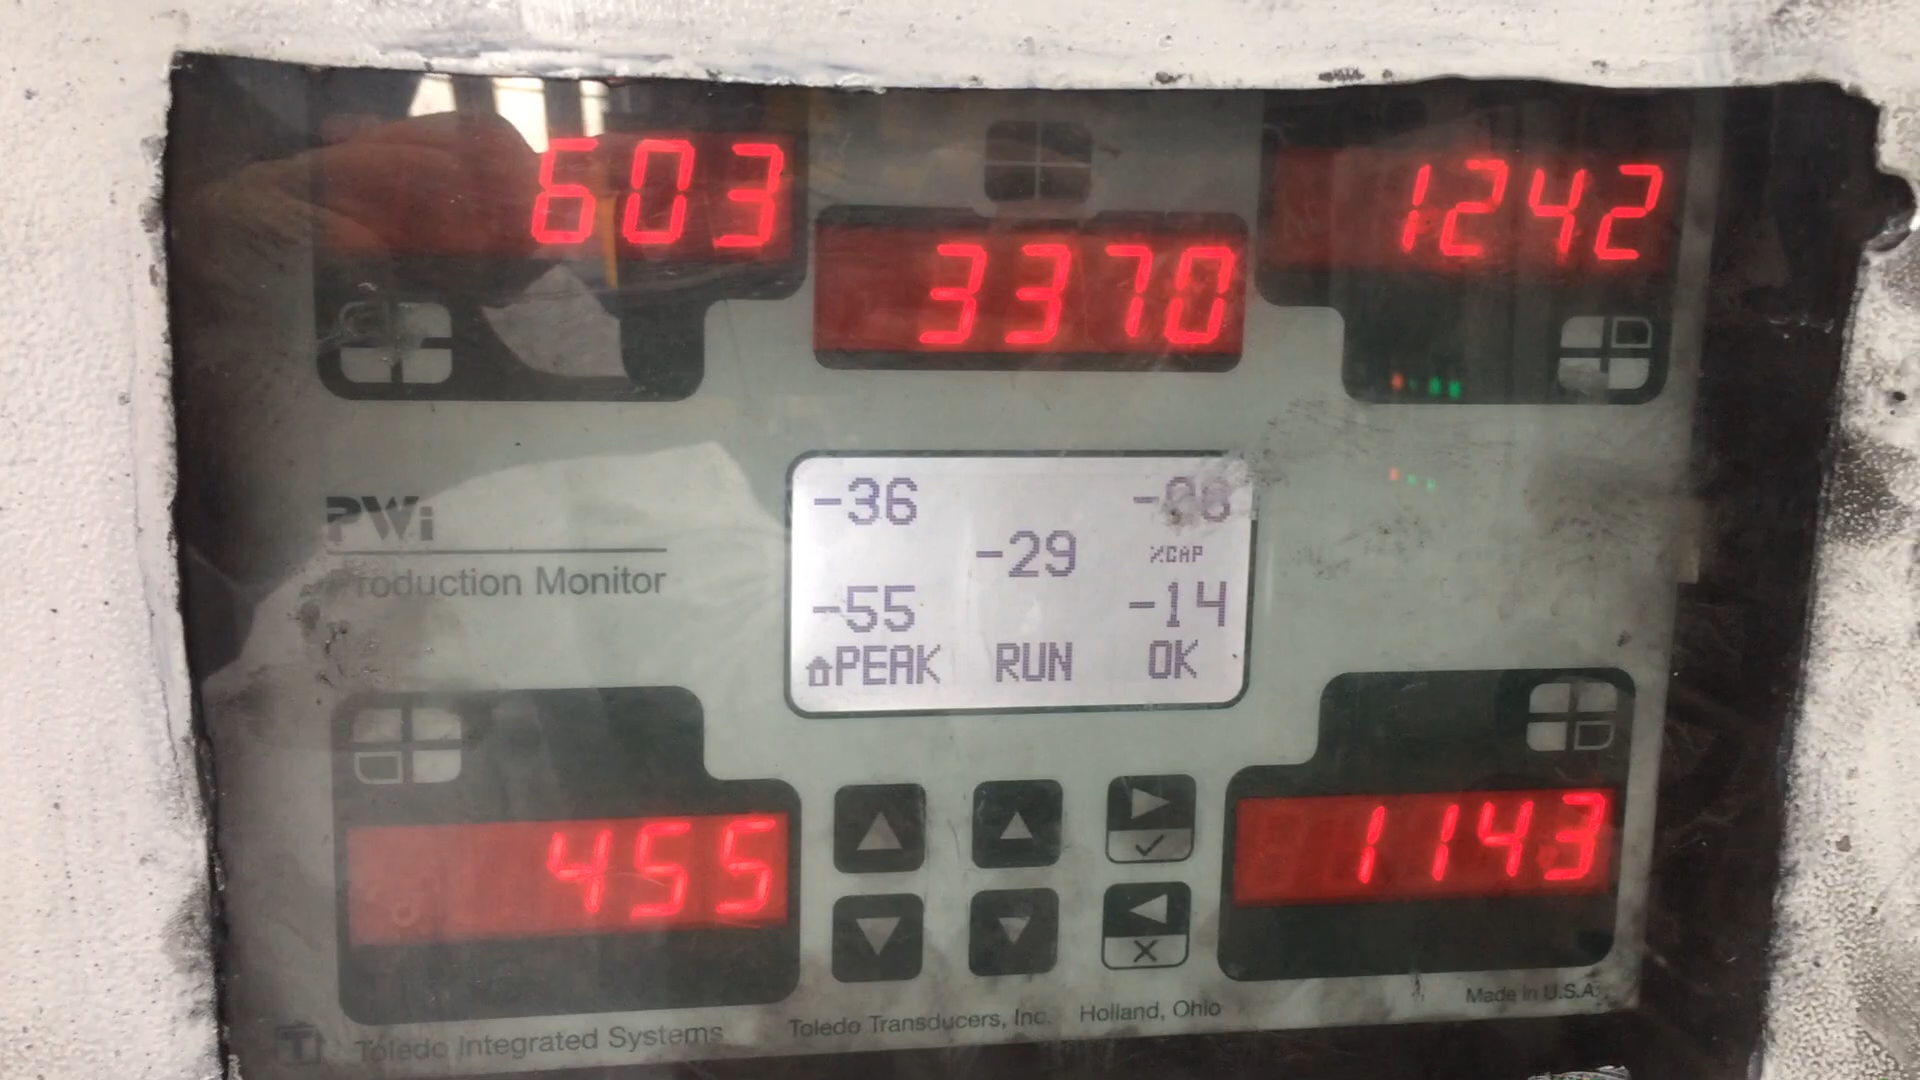 603
3370
1242
-36
-29
%CAP
-55 -14
PEAK RUN OK
PWi
Production Monitor
455
1143
Toledo Integrated Systems
Toledo Transducers, Inc. Holland, Ohio
Made in U.S.A.